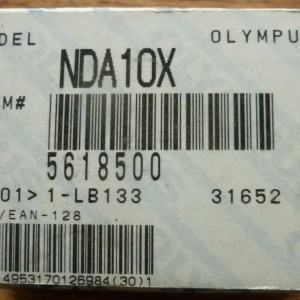 DEL OLYMPU
NDA10X
M#
5618500
01> 1-LB133 31652
/EAN-128
4953170126984(30)1